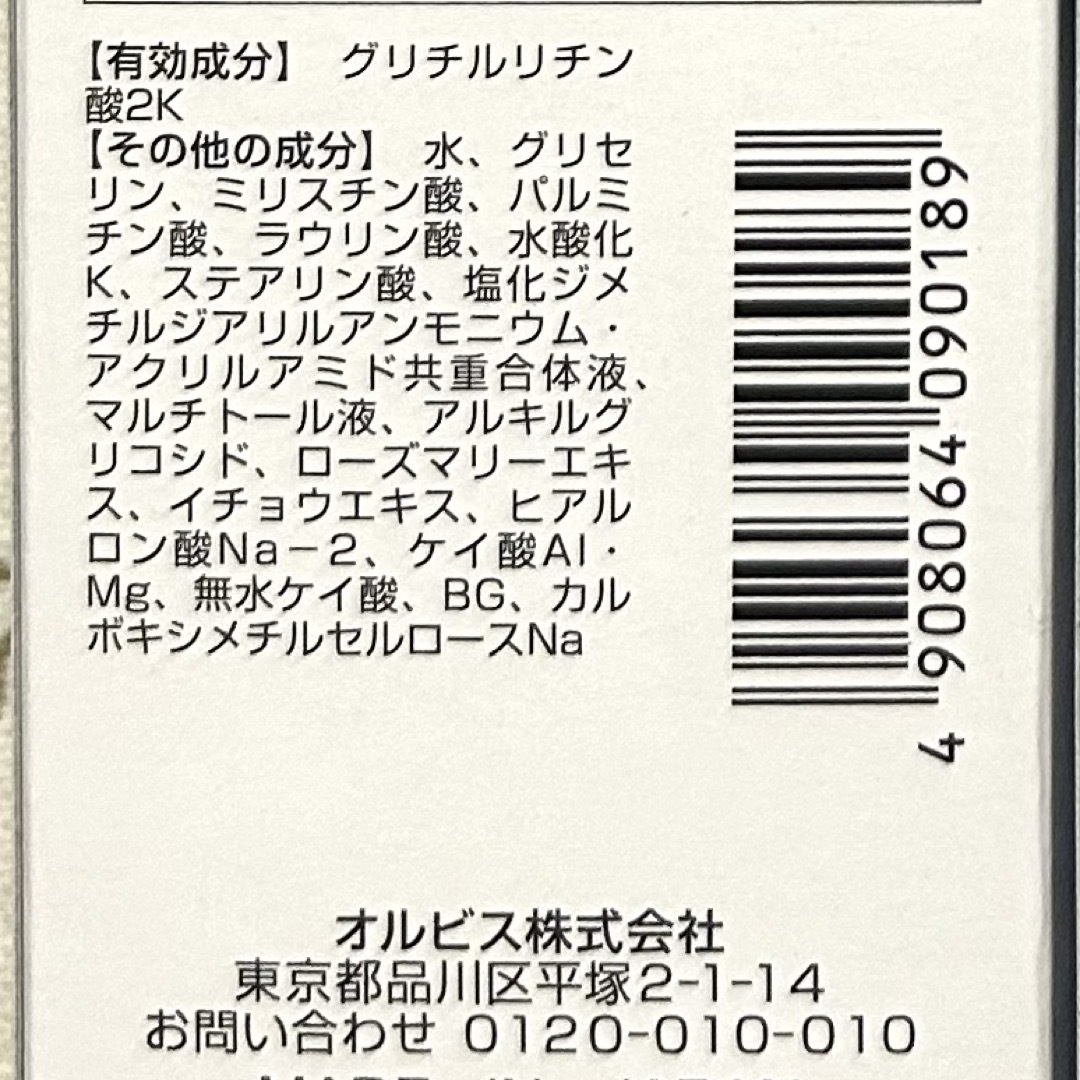 【有効成分】 グリチルリチン
酸2K
【その他の成分】 水、グリセ
リン、ミリスチン酸、パルミ
チン酸、ラウリン酸、水酸化
K、ステアリン酸、塩化ジメ
チルジアリルアンモニウム・
アクリルアミド共重合体液、
マルチトール液、アルキルグ
リコシド、ローズマリーエキ
ス、イチョウエキス、ヒアル
ロン酸Na－2、ケイ酸Al・
Mg、無水ケイ酸、BG、カル
ボキシメチルセルロースNa
4 908064 090189
オルビス株式会社
東京都品川区平塚2-1-14
お問い合わせ 0120-010-010